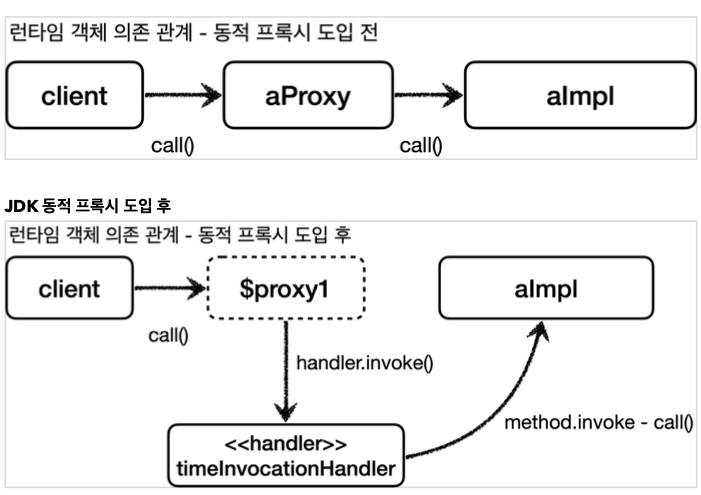 런타임 객체 의존 관계 - 동적 프록시 도입 전
client
aProxy
aImpl
call()
call()
JDK 동적 프록시 도입 후
런타임 객체 의존 관계 - 동적 프록시 도입 후
client
$proxy1
aImpl
call()
handler.invoke()
method.invoke - call()
<<handler>>
timeInvocationHandler